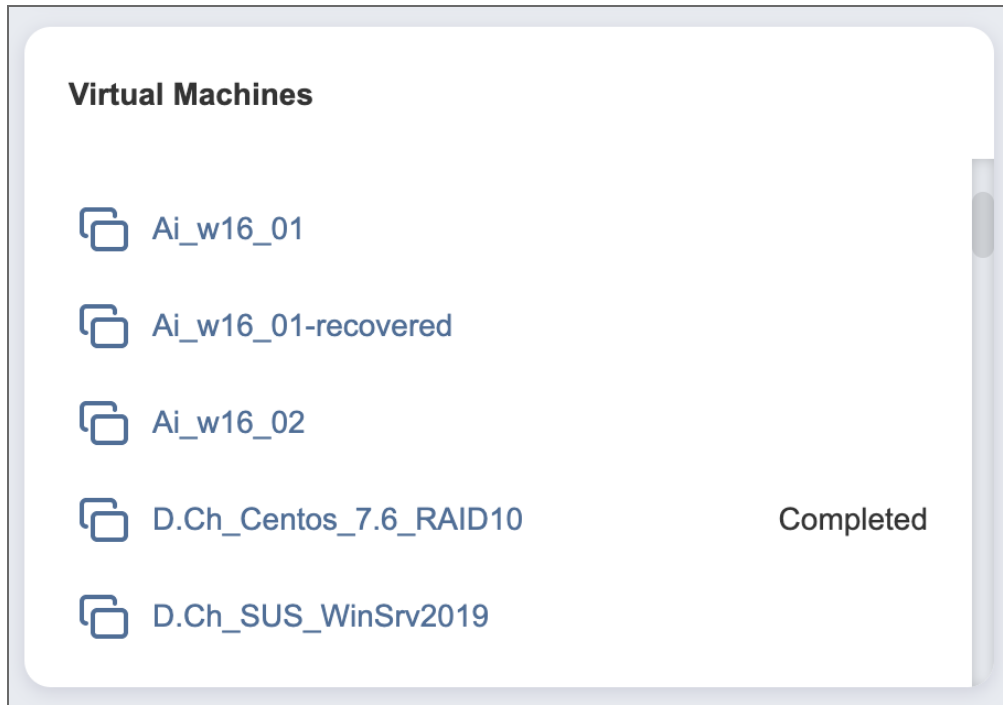 Virtual Machines
Ai_w16_01
Ai_w16_01-recovered
Ai_w16_02
D.Ch_Centos_7.6_RAID10 Completed
D.Ch_SUS_WinSrv2019